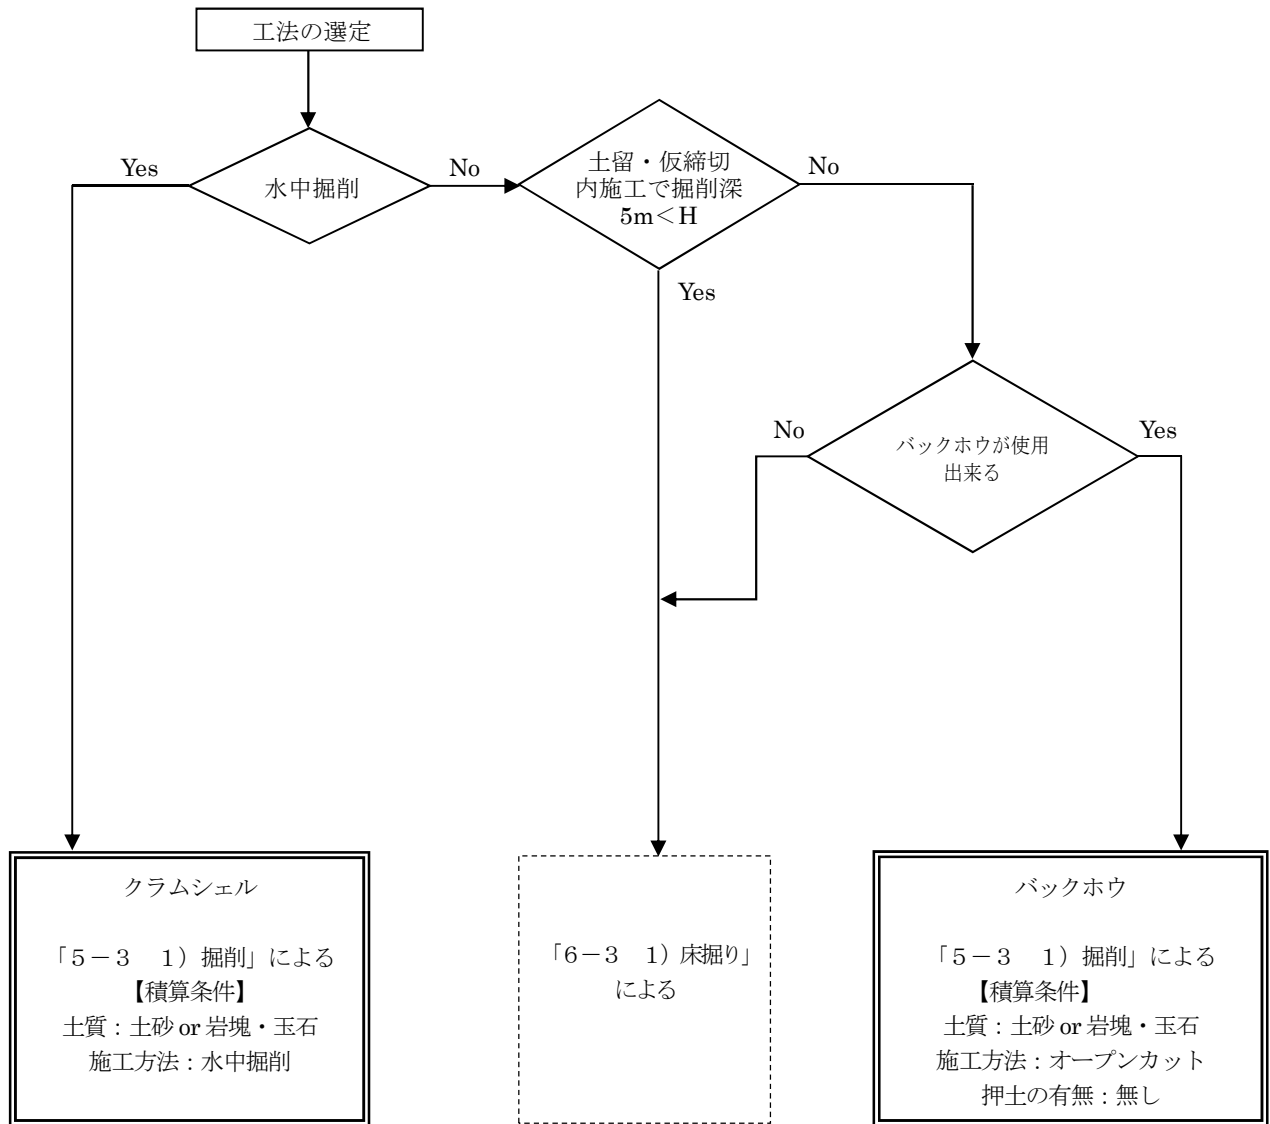 工法の選定
Yes
水中掘削
No
土留・仮締切
内施工で掘削深
5m＜H
No
Yes
No
バックホウが使用
出来る
Yes
クラムシェル
「５－３　１）掘削」による
【積算条件】
土質：土砂 or 岩塊・玉石
施工方法：水中掘削
「６－３　１）床掘り」
による
バックホウ
「５－３　１）掘削」による
【積算条件】
土質：土砂 or 岩塊・玉石
施工方法：オープンカット
押土の有無：無し